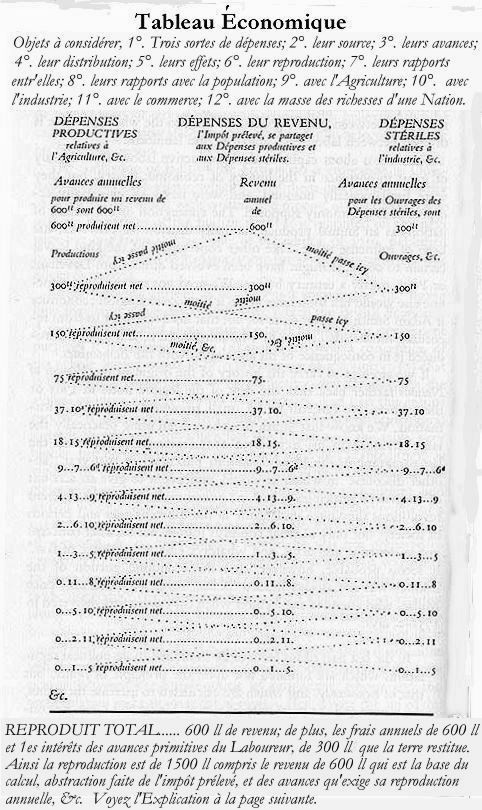 Tableau Économique
Objets à considérer, 1°. Trois sortes de dépenses; 2°. leur source; 3°. leurs avances;
4°. leur distribution; 5°. leurs effets; 6°. leur reproduction; 7°. leurs rapports
entr'elles; 8°. leurs rapports avec la population; 9°. avec l'Agriculture; 10°. avec
l'industrie; 11°. avec le commerce; 12°. avec la masse des richesses d'une Nation.
DÉPENSES
PRODUCTIVES
relatives à
l'Agriculture, &c.
DÉPENSES DU REVENU,
l'Impôt prélevé, se partaget
aux Dépenses productives et
aux Dépenses stériles.
DÉPENSES
STÉRILES
relatives à
l'industrie, &c.
Avances annuelles
pour produire un revenu de
600ll sont 600ll
Revenu
annuel
de
Avances annuelles
pour les Ouvrages des
Dépenses stériles, sont
600ll produisent net..............................600ll 300ll
Productions moitié passe icy moitié passe icy Ouvrages, &c.
300ll reproduisent net..........................300ll 300ll
moitié passe icy moitié passe icy
150 reproduisent net..........................150. 150
moitié, &c. moitié, &c.
75 reproduisent net..........................75. 75
37.10s reproduisent net..........................37.10. 37.10
18.15 reproduisent net..........................18.15. 18.15
9...7...6d reproduisent net..........................9...7...6d 9...7...6d
4.13...9 reproduisent net..........................4.13...9. 4.13...9
2...6.10 reproduisent net..........................2...6.10. 2...6.10
1...3...5 reproduisent net..........................1...3...5. 1...3...5
0.11...8 reproduisent net..........................0.11...8. 0.11...8
0...5.10 reproduisent net..........................0...5.10. 0...5.10
0...2.11 reproduisent net..........................0...2.11. 0...2.11
0...1...5 reproduisent net..........................0...1...5. 0...1...5
&c.
REPRODUIT TOTAL..... 600 ll de revenu; de plus, les frais annuels de 600 ll
et 1es intérêts des avances primitives du Laboureur, de 300 ll. que la terre restitue.
Ainsi la reproduction est de 1500 ll compris le revenu de 600 ll qui est la base du
calcul, abstraction faite de l'impôt prélevé, et des avances qu'exige sa reproduction
annuelle, &c. Voyez l'Explication à la page suivante.